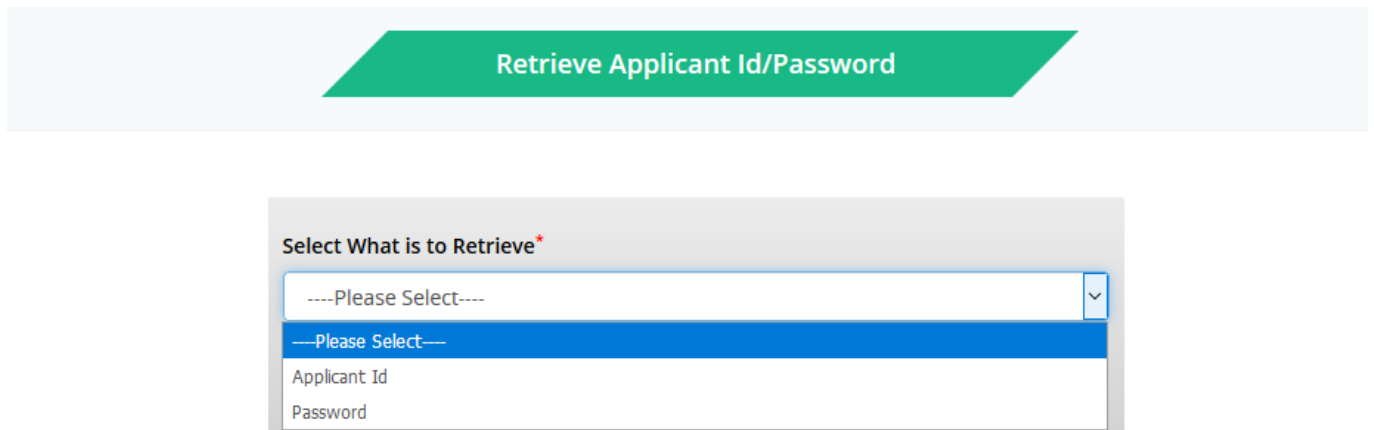 Retrieve Applicant Id/Password
Select What is to Retrieve*
----Please Select----
----Please Select----
Applicant Id
Password